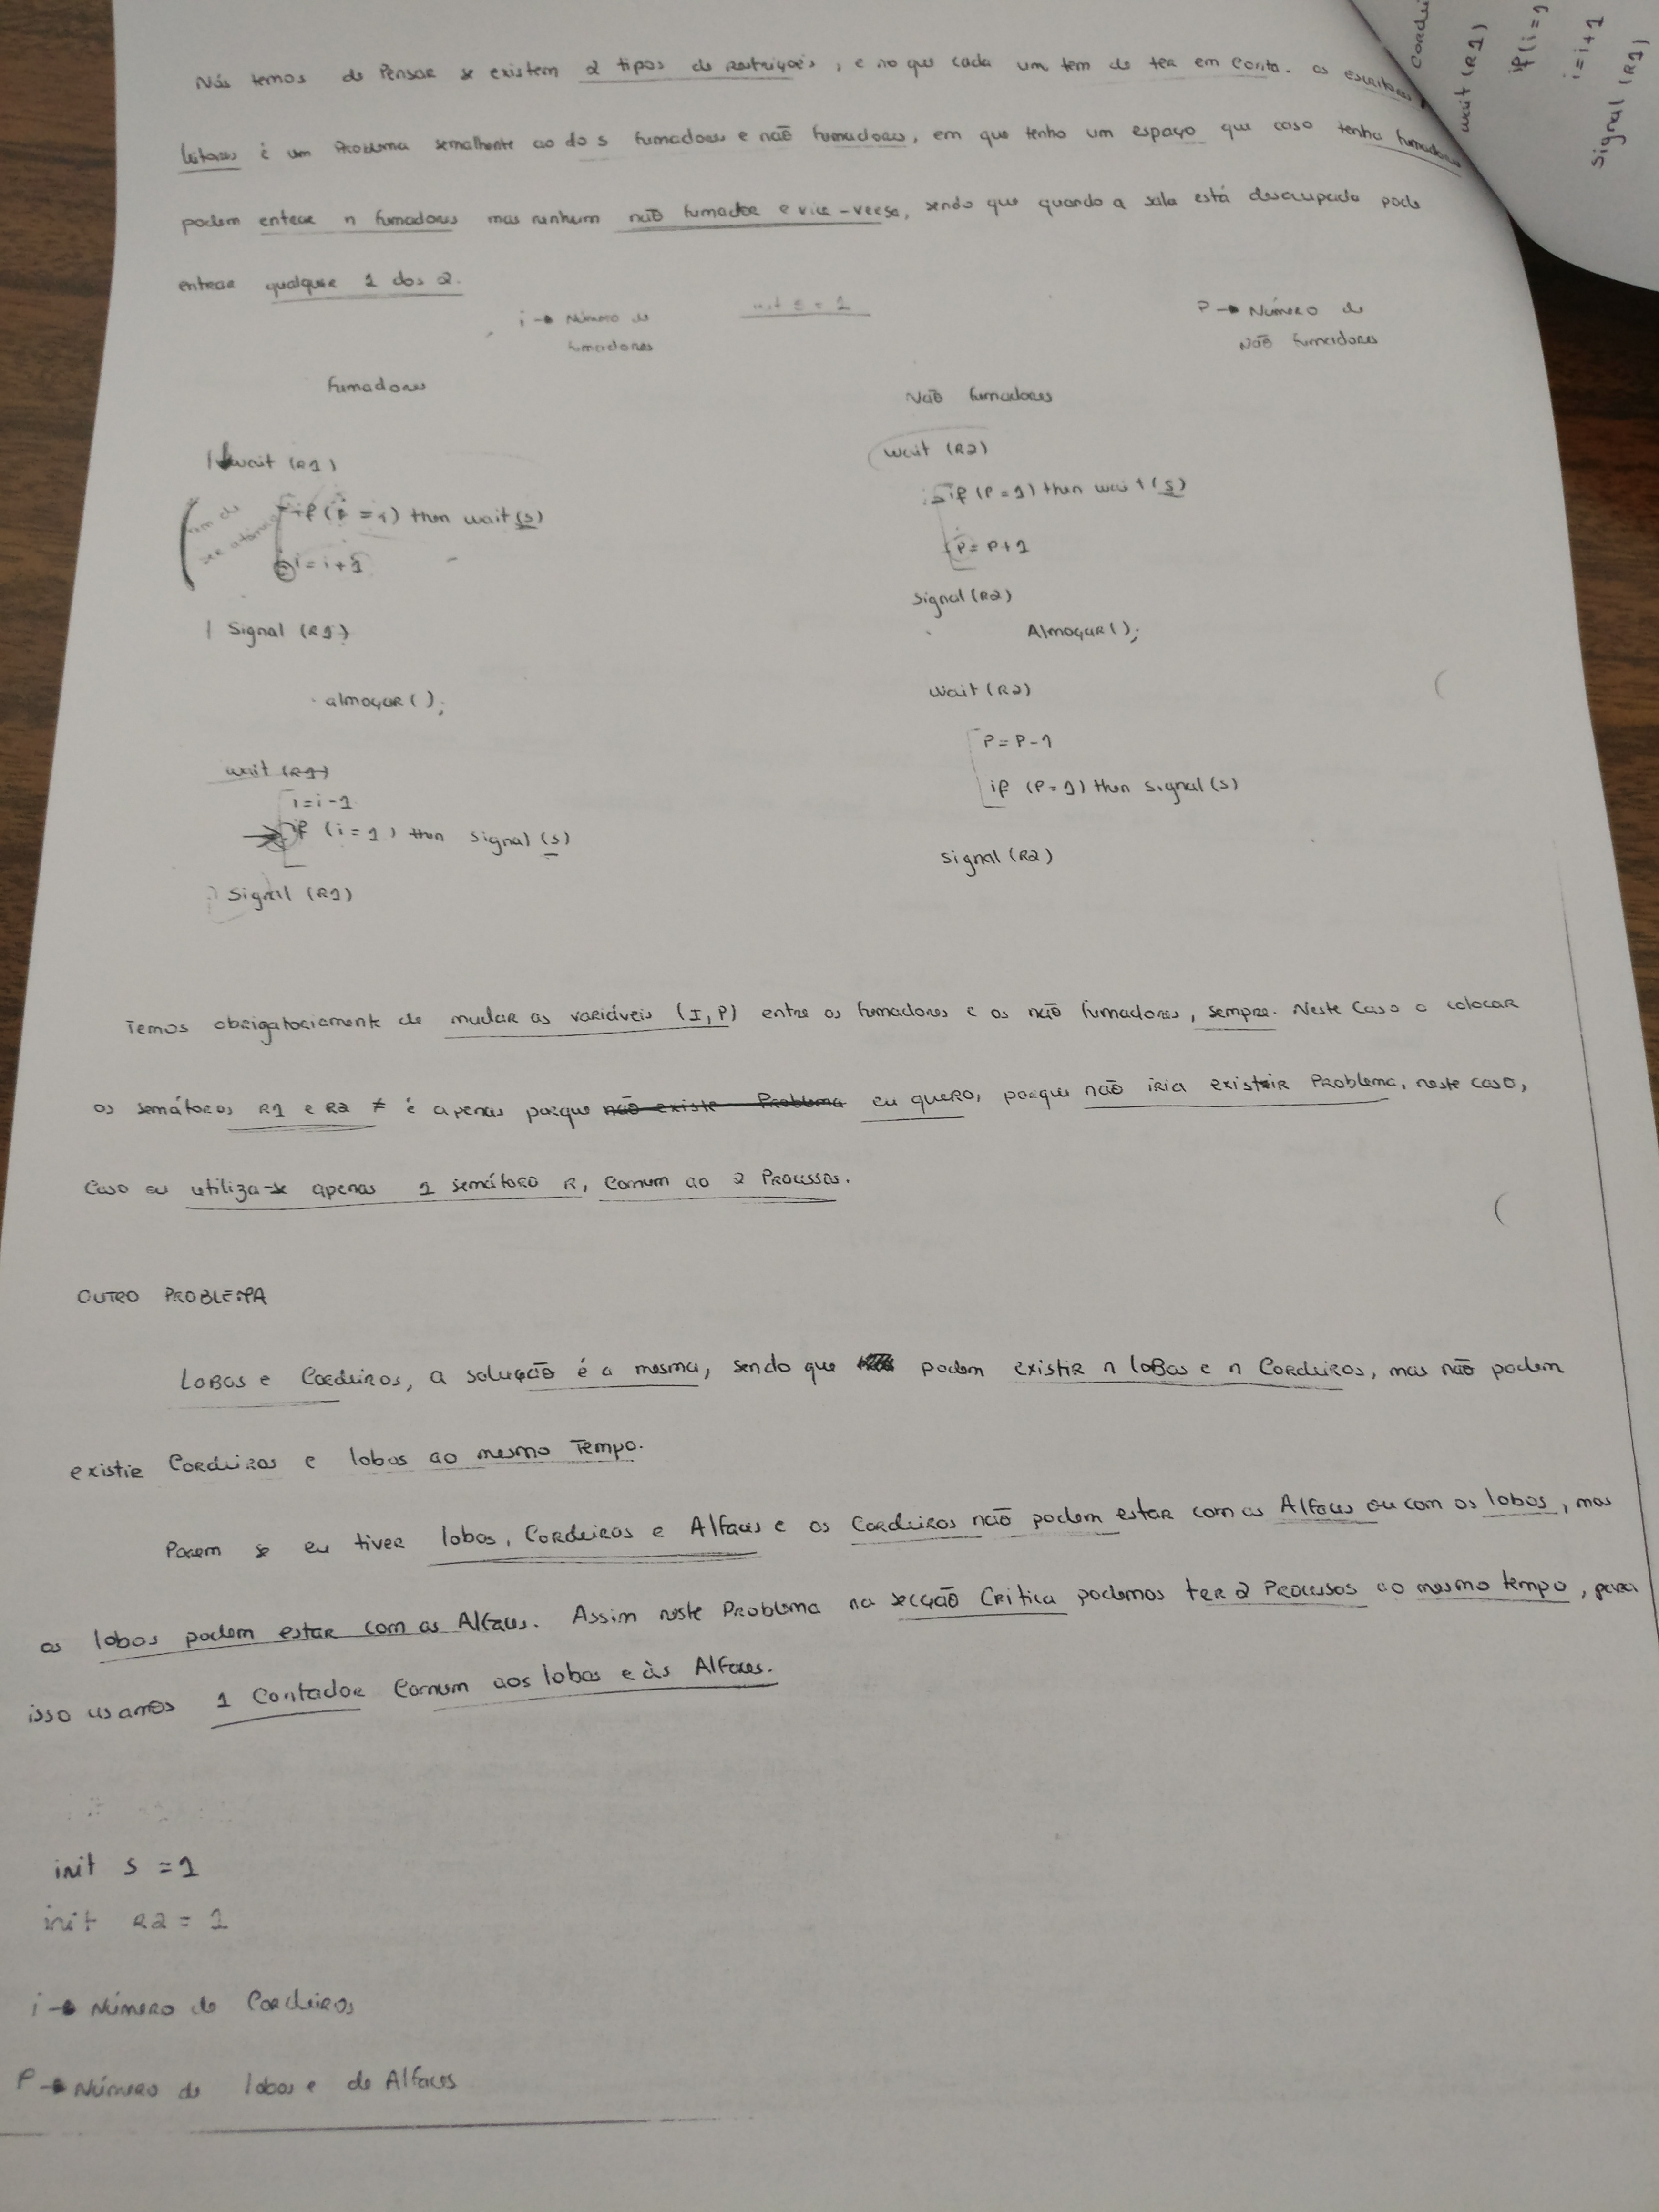 Nós temos de Pensar se existem 2 tipos de Restrições, e no que cada um tem de ter em conta. os escritores
leitores é um Problema semelhante ao do s fumadores e não fumadores, em que tenho um espaço que caso tenha fumadores
podem entrar n fumadores mas nenhum não fumador e vice-versa, sendo que quando a sala está desocupada pode
entrar qualquer 1 dos 2.
i → Número de
fumadores
init s = 1
P → Número de
Não fumadores
fumadores
wait (R1)
tem de
ser atómico
if (i = 1) then wait (s)
i = i + 1
Signal (R1)
almoçar ( );
wait (R1)
i = i - 1
if (i = 1) then signal (s)
Signal (R1)
Não fumadores
wait (R2)
if (P = 1) then wait (s)
P = P + 1
Signal (R2)
Almoçar ( );
wait (R2)
P = P - 1
if (P = 1) then signal (s)
signal (R2)
Temos obrigatoriamente de mudar as variáveis (I, P) entre os fumadores e os não fumadores, sempre. Neste caso o colocar
os semáforos R1 e R2 ≠ é apenas porque não existe Problema eu quero, porque não iria existir Problema, neste caso,
Caso eu utiliza-se apenas 1 semáforo R, Comum ao 2 Processos.
OUTRO PROBLEMA
Lobos e Cordeiros, a solução é a mesma, sendo que podem existir n lobos e n Cordeiros, mas não podem
existir Cordeiros e lobos ao mesmo Tempo.
Porem se eu tiver lobos, Cordeiros e Alfaces e os Cordeiros não podem estar com as Alfaces ou com os lobos, mas
os lobos podem estar com as Alfaces. Assim neste Problema na secção Critica podemos ter 2 Processos ao mesmo tempo, para
isso usamos 1 Contador Comum aos lobos e às Alfaces.
init s = 1
init R2 = 1
i → Número de Cordeiros
P → Número de lobos e de Alfaces
wait (R1)
if (i = 1
i = i + 1
signal (R1)